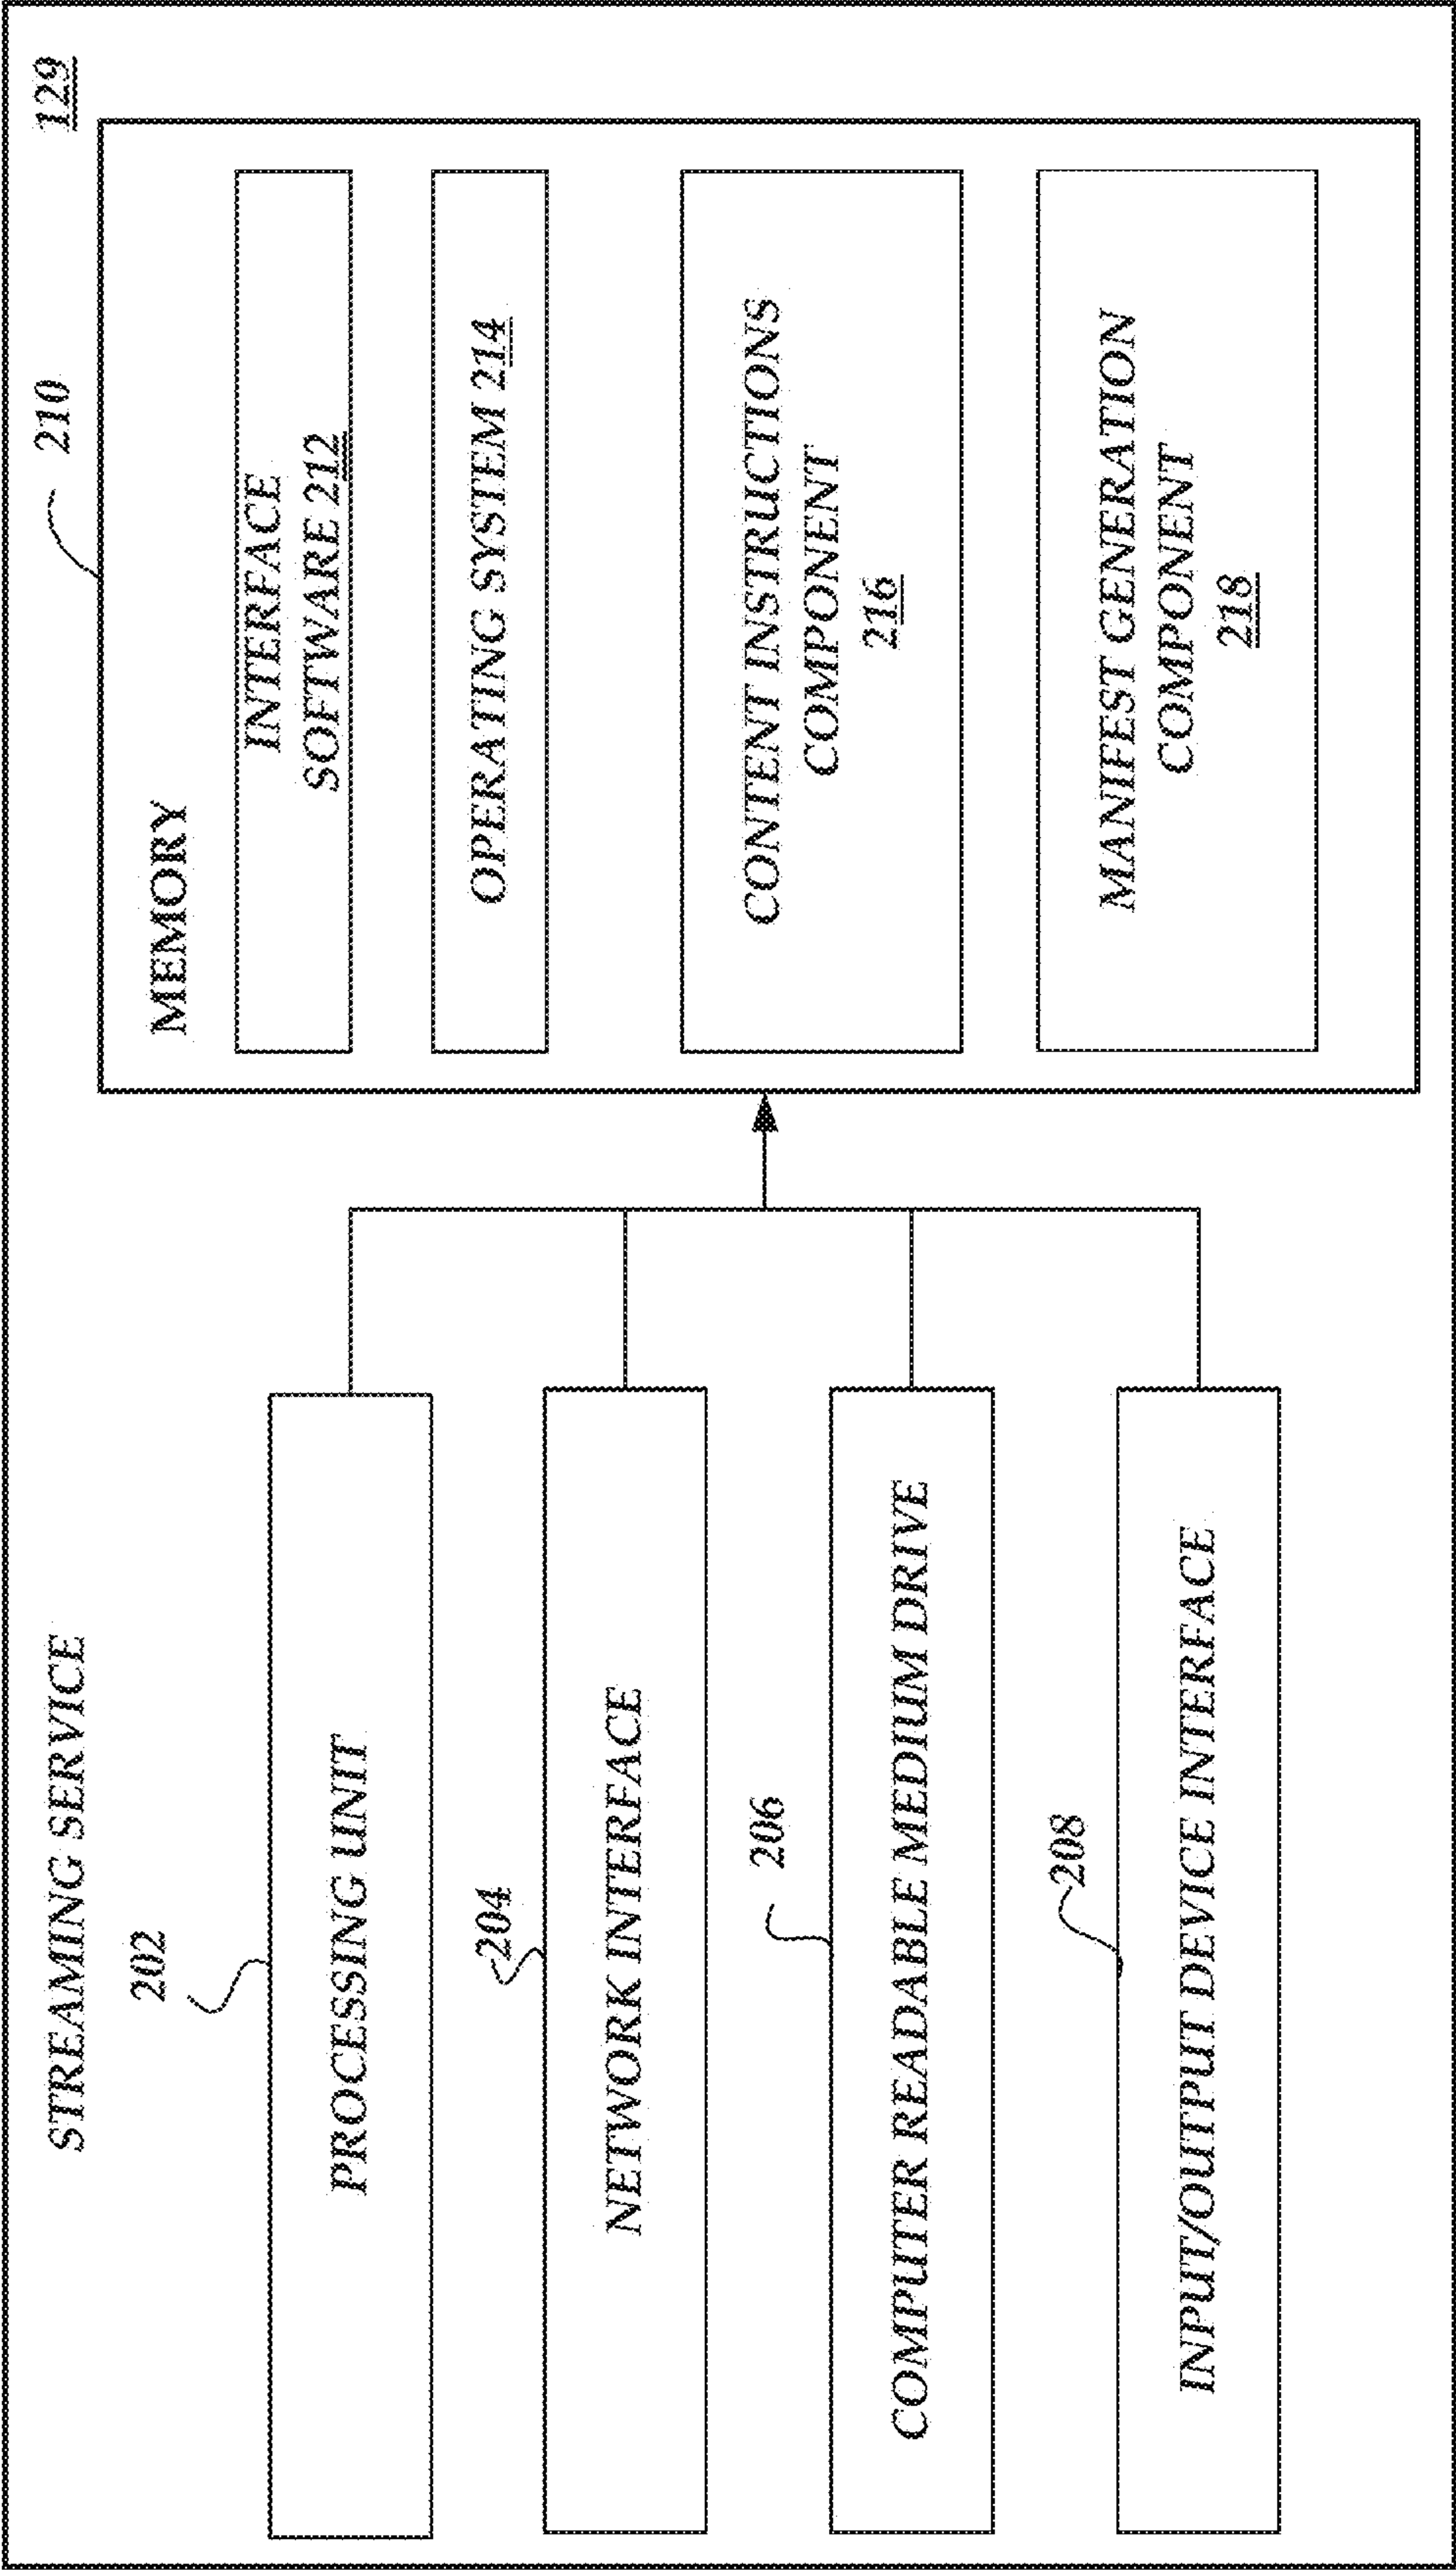 STREAMING SERVICE
129
202
PROCESSING UNIT
204
NETWORK INTERFACE
206
COMPUTER READABLE MEDIUM DRIVE
208
INPUT/OUTPUT DEVICE INTERFACE
210
MEMORY
INTERFACE
SOFTWARE 212
OPERATING SYSTEM 214
CONTENT INSTRUCTIONS
COMPONENT
216
MANIFEST GENERATION
COMPONENT
218